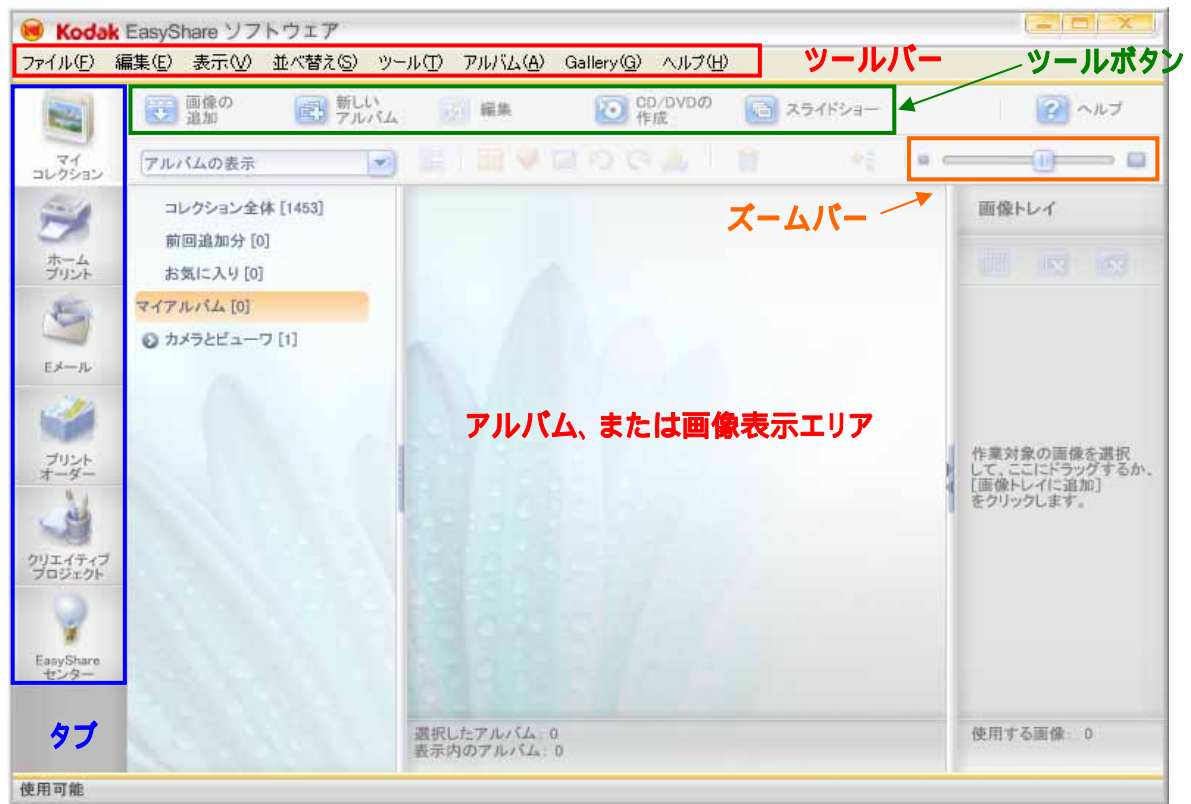 Kodak EasyShare ソフトウェア
ファイル(F) 編集(E) 表示(V) 並べ替え(S) ツール(T) アルバム(A) Gallery(G) ヘルプ(H)
ツールバー
ツールボタン
画像の
追加
新しい
アルバム
編集
CD/DVDの
作成
スライドショー
ヘルプ
アルバムの表示
ズームバー
マイ
コレクション
ホーム
プリント
Eメール
プリント
オーダー
クリエイティブ
プロジェクト
EasyShare
センター
タブ
コレクション全体 [1453]
前回追加分 [0]
お気に入り [0]
マイアルバム [0]
カメラとビューワ [1]
アルバム、または画像表示エリア
選択したアルバム: 0
表示内のアルバム: 0
画像トレイ
作業対象の画像を選択
して、ここにドラッグするか、
[画像トレイに追加]
をクリックします。
使用する画像: 0
使用可能